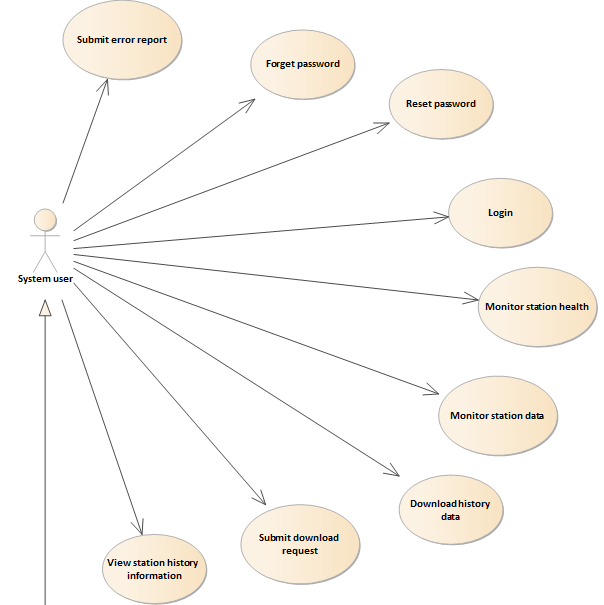 Submit error report
Forget password
Reset password
Login
System user
Monitor station health
Monitor station data
Download history
data
Submit download
request
View station history
information